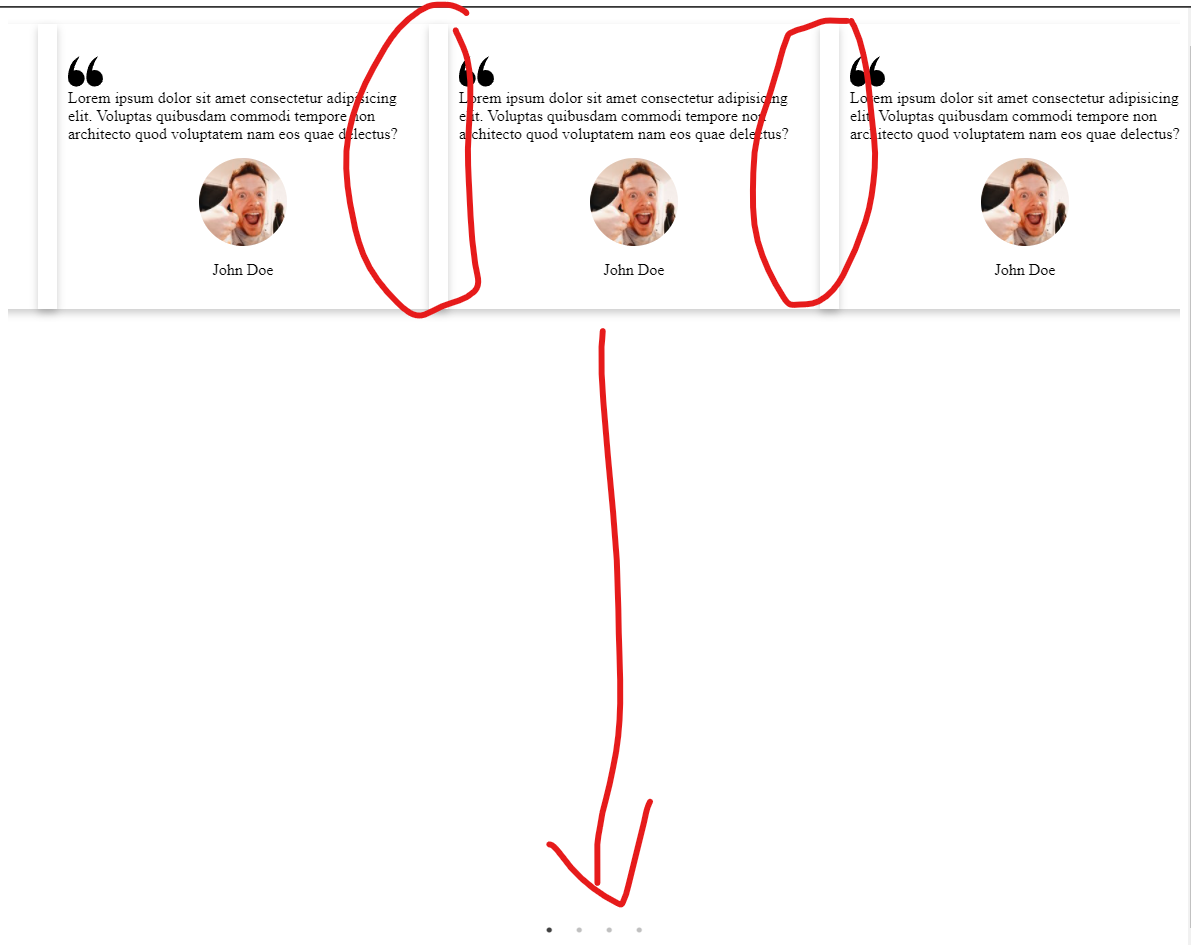 ❝
Lorem ipsum dolor sit amet consectetur adipisicing
elit. Voluptas quibusdam commodi tempore non
architecto quod voluptatem nam eos quae delectus?
John Doe
❝
Lorem ipsum dolor sit amet consectetur adipisicing
elit. Voluptas quibusdam commodi tempore non
architecto quod voluptatem nam eos quae delectus?
John Doe
❝
Lorem ipsum dolor sit amet consectetur adipisicing
elit. Voluptas quibusdam commodi tempore non
architecto quod voluptatem nam eos quae delectus?
John Doe